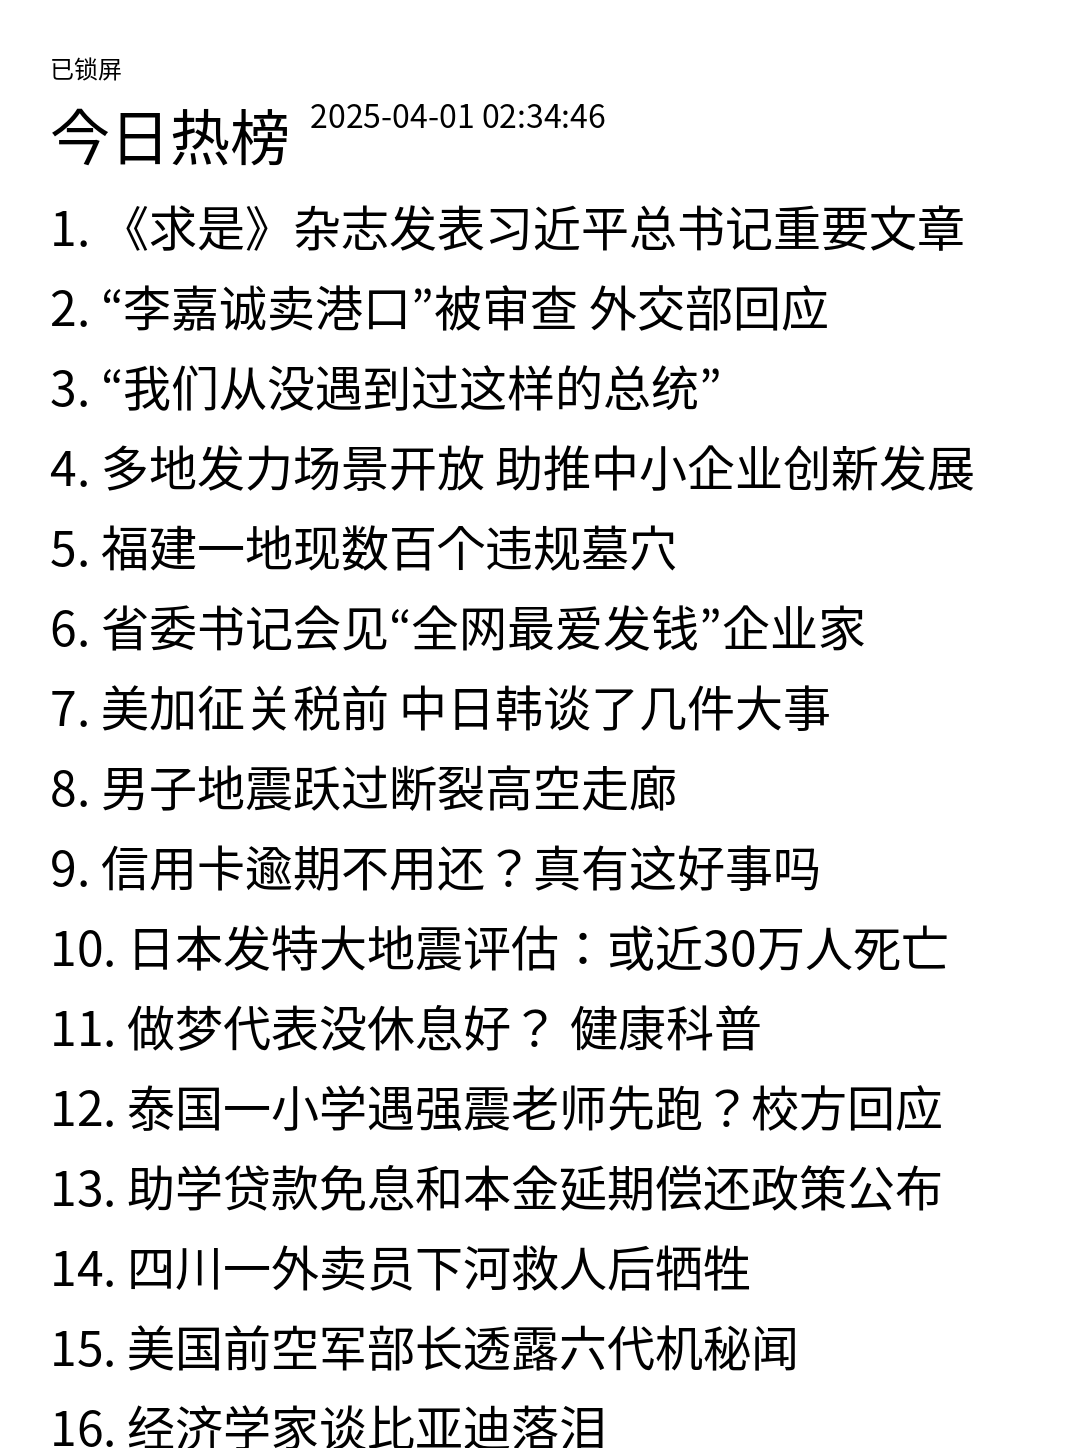 已锁屏
今日热榜 2025-04-01 02:34:46
1. 《求是》杂志发表习近平总书记重要文章
2. “李嘉诚卖港口”被审查 外交部回应
3. “我们从没遇到过这样的总统”
4. 多地发力场景开放 助推中小企业创新发展
5. 福建一地现数百个违规墓穴
6. 省委书记会见“全网最爱发钱”企业家
7. 美加征关税前 中日韩谈了几件大事
8. 男子地震跃过断裂高空走廊
9. 信用卡逾期不用还？真有这好事吗
10. 日本发特大地震评估：或近30万人死亡
11. 做梦代表没休息好？ 健康科普
12. 泰国一小学遇强震老师先跑？校方回应
13. 助学贷款免息和本金延期偿还政策公布
14. 四川一外卖员下河救人后牺牲
15. 美国前空军部长透露六代机秘闻
16. 经济学家谈比亚迪落泪